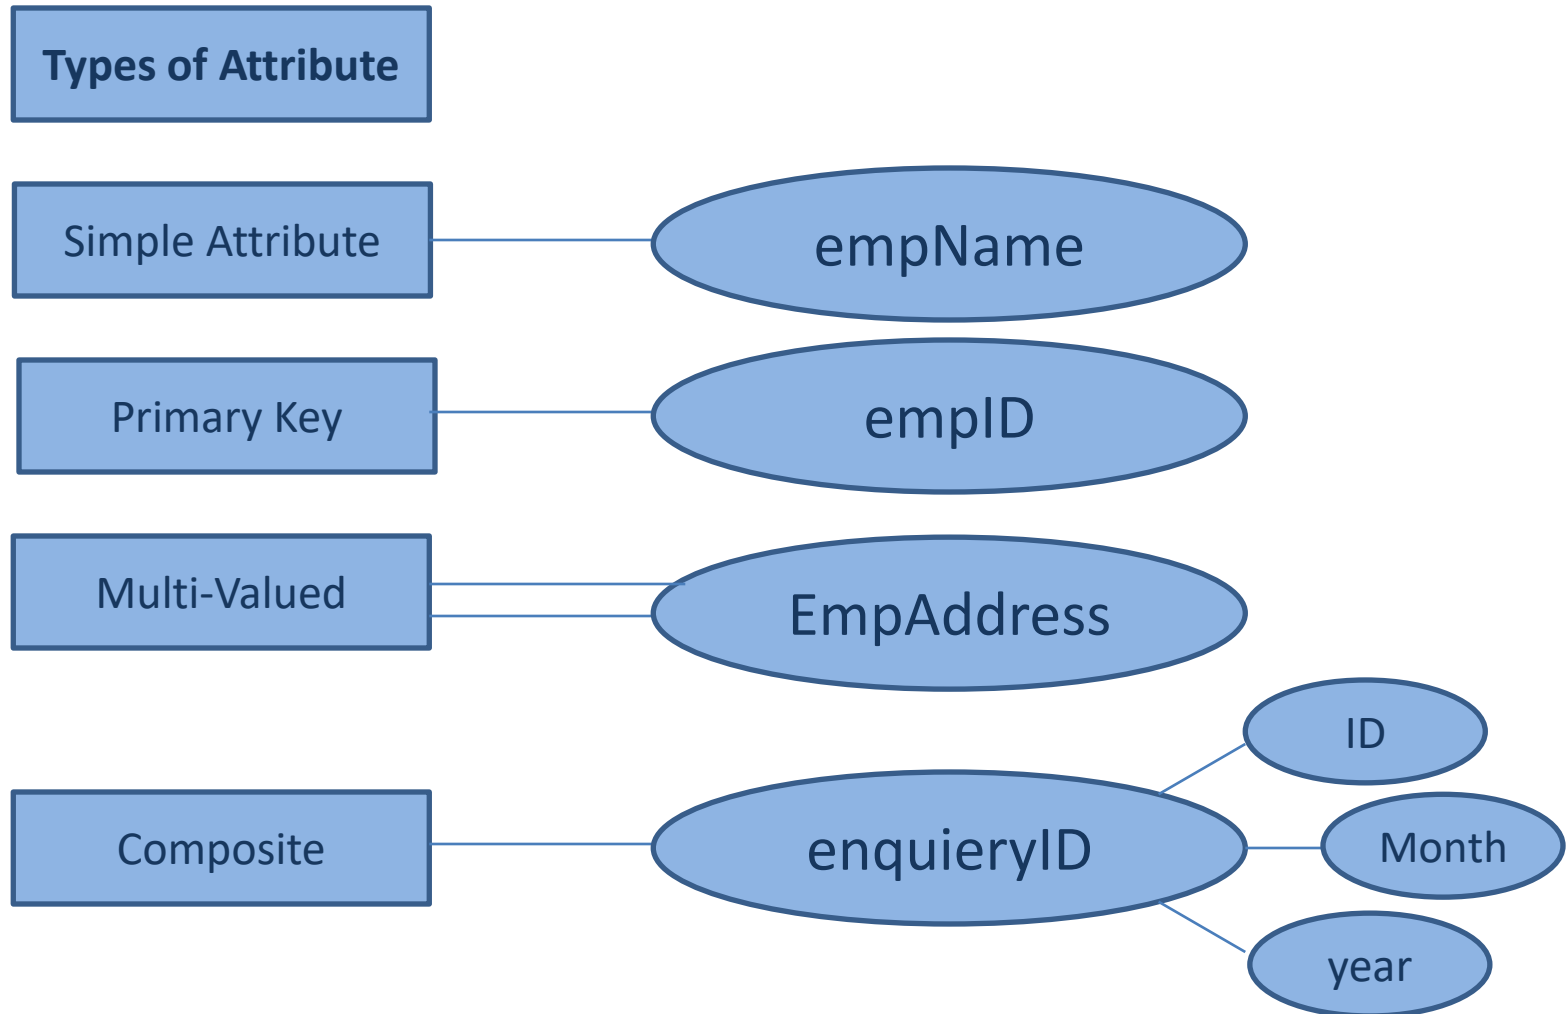 Types of Attribute
Simple Attribute
empName
Primary Key
empID
Multi-Valued
EmpAddress
Composite
enquieryID
ID
Month
year